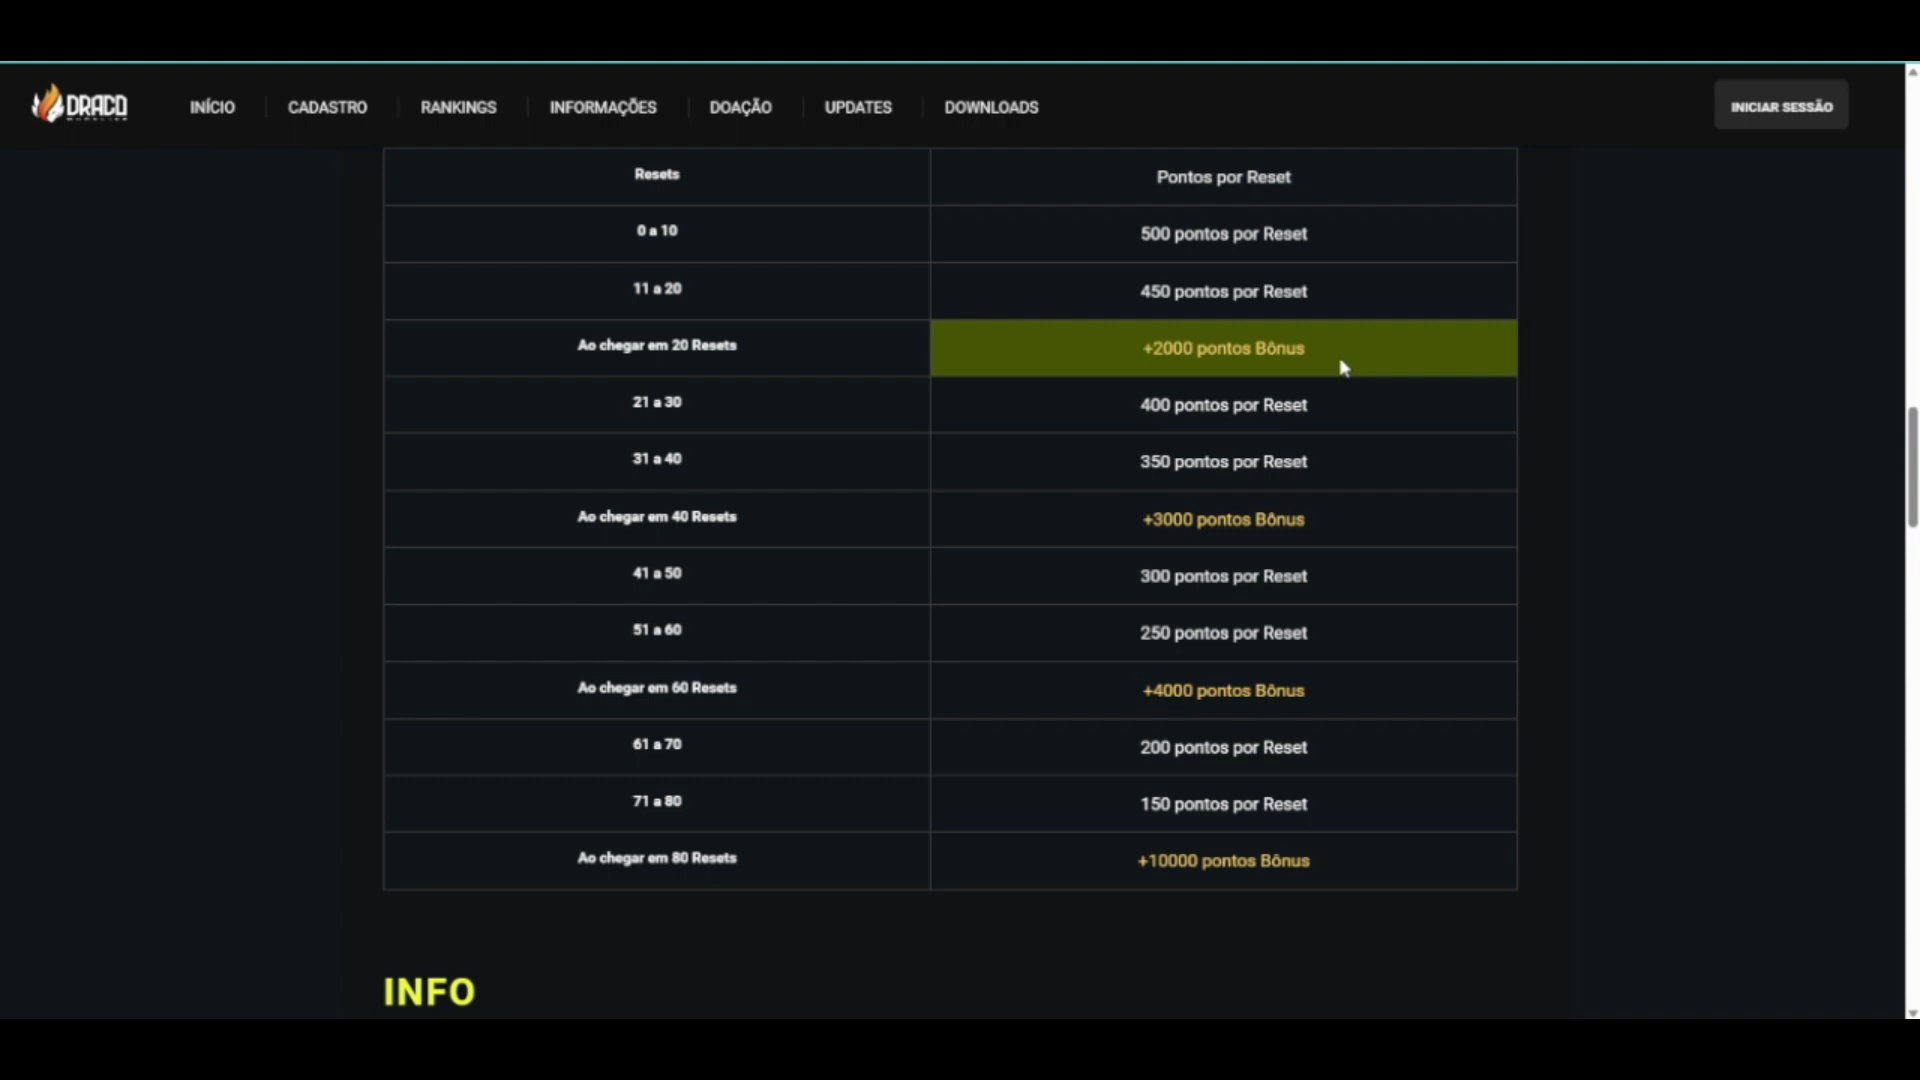 DRACO
INÍCIO CADASTRO RANKINGS INFORMAÇÕES DOAÇÃO UPDATES DOWNLOADS INICIAR SESSÃO
Resets Pontos por Reset
0 a 10 500 pontos por Reset
11 a 20 450 pontos por Reset
Ao chegar em 20 Resets +2000 pontos Bônus
21 a 30 400 pontos por Reset
31 a 40 350 pontos por Reset
Ao chegar em 40 Resets +3000 pontos Bônus
41 a 50 300 pontos por Reset
51 a 60 250 pontos por Reset
Ao chegar em 60 Resets +4000 pontos Bônus
61 a 70 200 pontos por Reset
71 a 80 150 pontos por Reset
Ao chegar em 80 Resets +10000 pontos Bônus
INFO